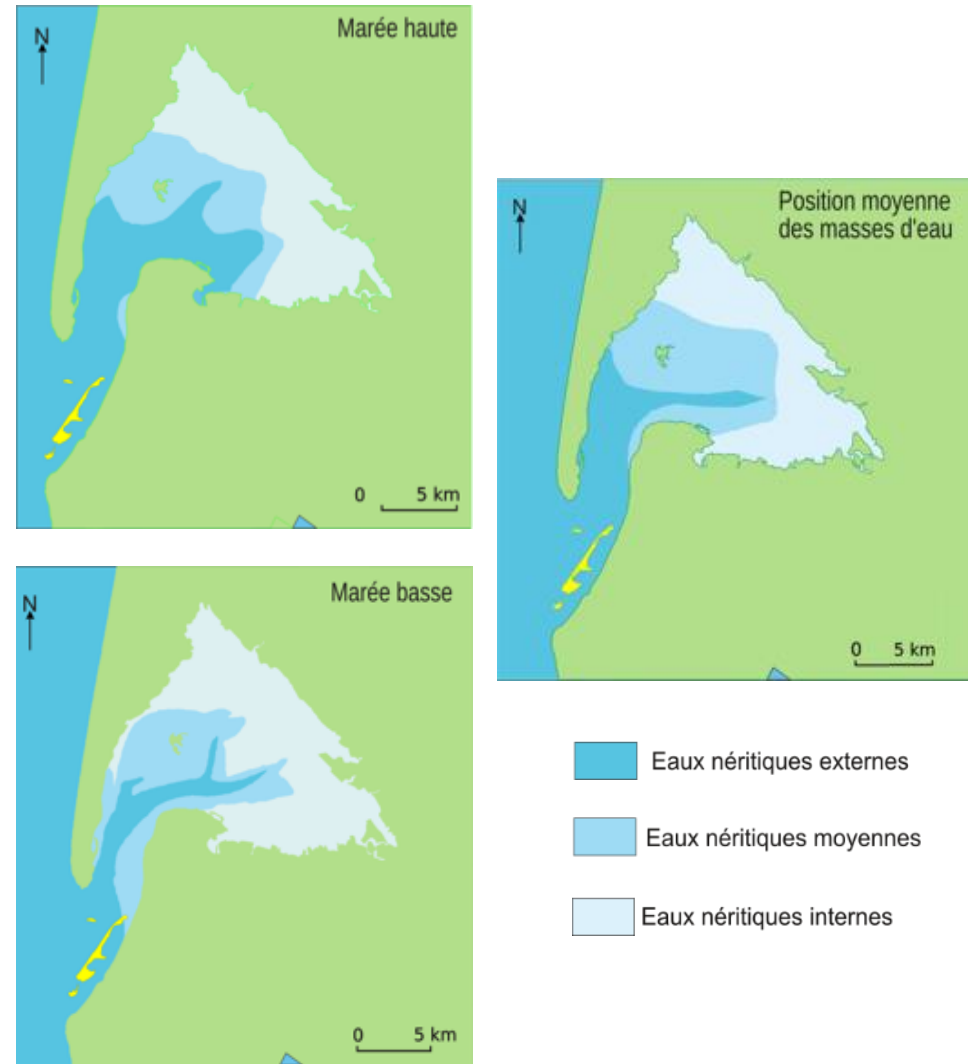 Marée haute
N
0 5 km
Position moyenne
des masses d'eau
N
0 5 km
Marée basse
N
0 5 km
Eaux néritiques externes
Eaux néritiques moyennes
Eaux néritiques internes